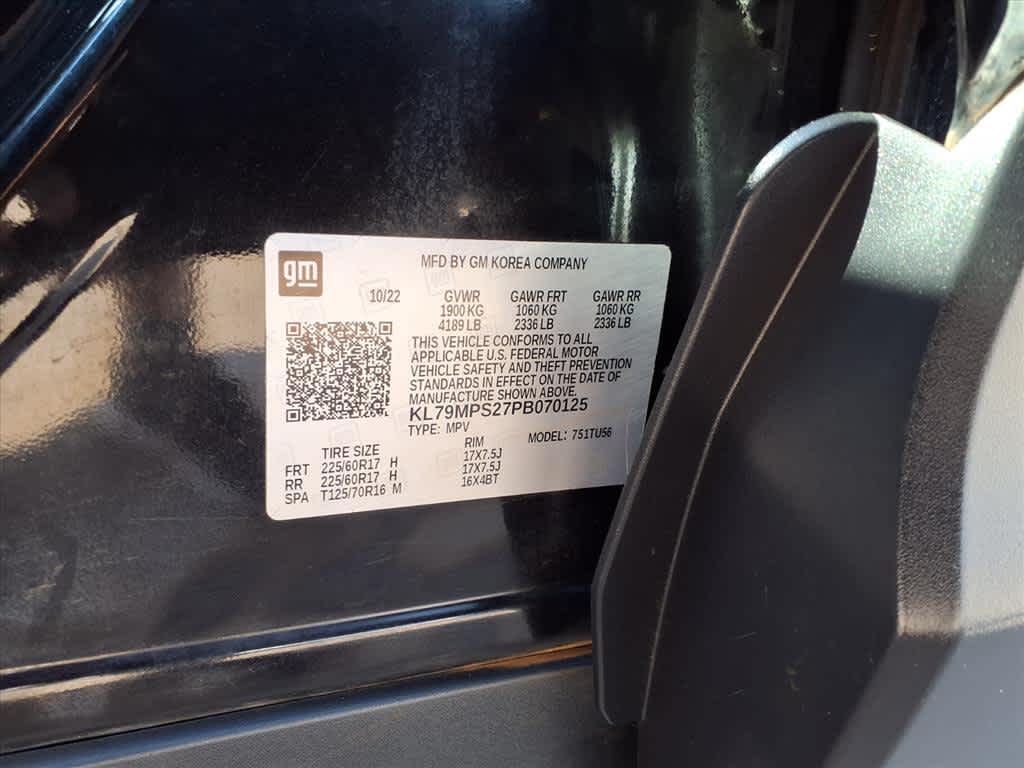 gm
MFD BY GM KOREA COMPANY
10/22 GVWR GAWR FRT GAWR RR
1900 KG 1060 KG 1060 KG
4189 LB 2336 LB 2336 LB
THIS VEHICLE CONFORMS TO ALL
APPLICABLE U.S. FEDERAL MOTOR
VEHICLE SAFETY AND THEFT PREVENTION
STANDARDS IN EFFECT ON THE DATE OF
MANUFACTURE SHOWN ABOVE.
KL79MPS27PB070125
TYPE: MPV MODEL: 751TU56
TIRE SIZE RIM
FRT 225/60R17 H 17X7.5J
RR 225/60R17 H 17X7.5J
SPA T125/70R16 M 16X4BT